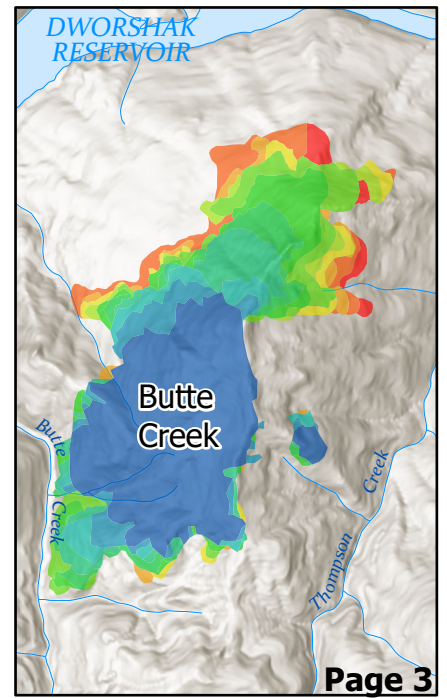 DWORSHAK
RESERVOIR
Butte
Creek
Butte
Creek
Creek
Thompson
Page 3